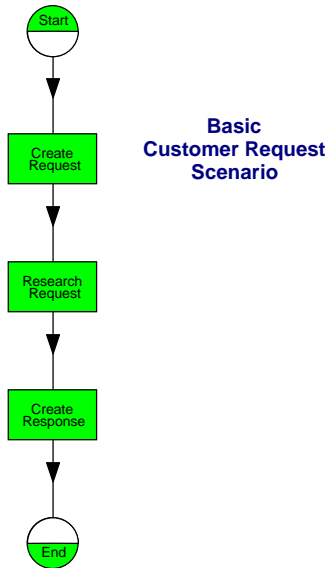 Start
Basic
Customer Request
Scenario
Create
Request
Research
Request
Create
Response
End